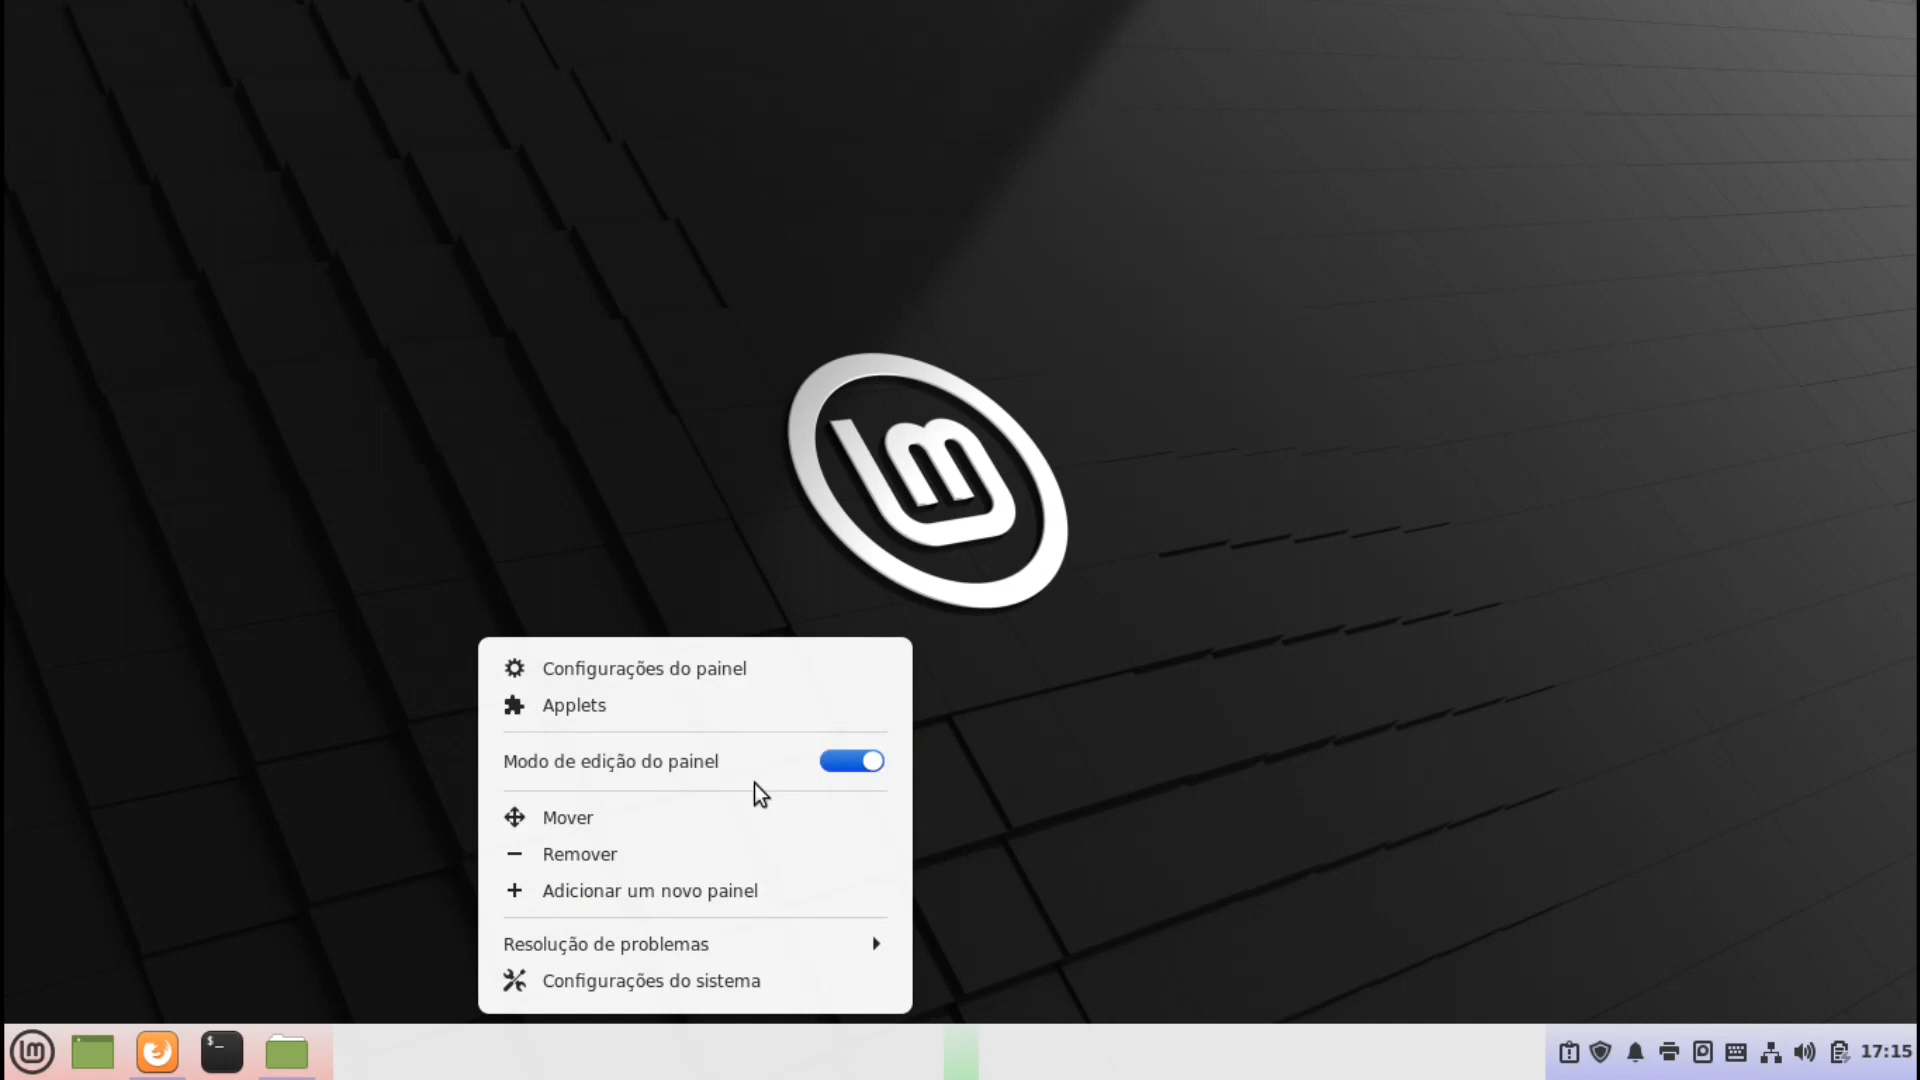 Configurações do painel
Applets
Modo de edição do painel
Mover
Remover
Adicionar um novo painel
Resolução de problemas
Configurações do sistema
$_
17:15